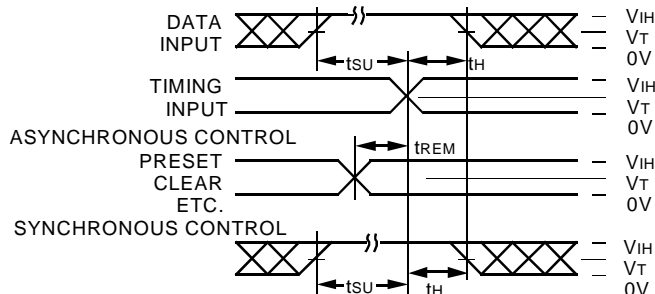 DATA
INPUT
tSU
tH
VIH
VT
0V
TIMING
INPUT
VIH
VT
0V
ASYNCHRONOUS CONTROL
tREM
PRESET
CLEAR
ETC.
VIH
VT
0V
SYNCHRONOUS CONTROL
tSU
tH
VIH
VT
0V